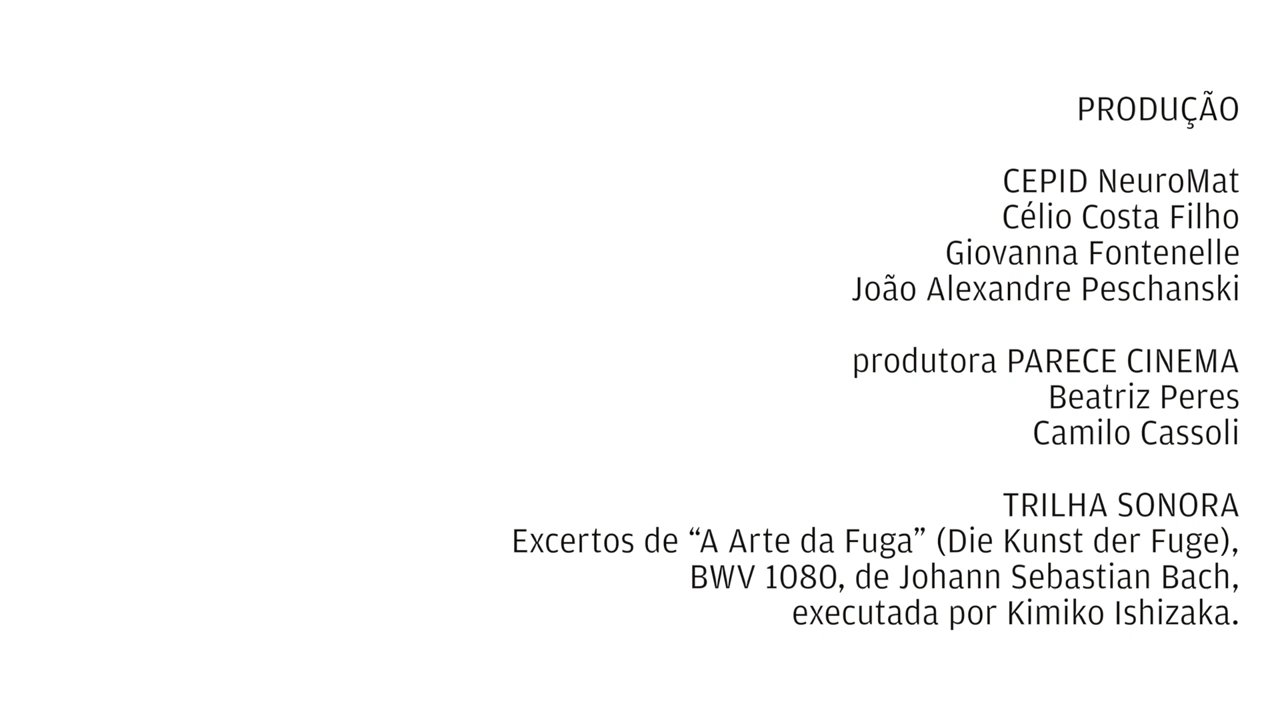 PRODUÇÃO
CEPID NeuroMat
Célio Costa Filho
Giovanna Fontenelle
João Alexandre Peschanski
produtora PARECE CINEMA
Beatriz Peres
Camilo Cassoli
TRILHA SONORA
Excertos de “A Arte da Fuga” (Die Kunst der Fuge),
BWV 1080, de Johann Sebastian Bach,
executada por Kimiko Ishizaka.